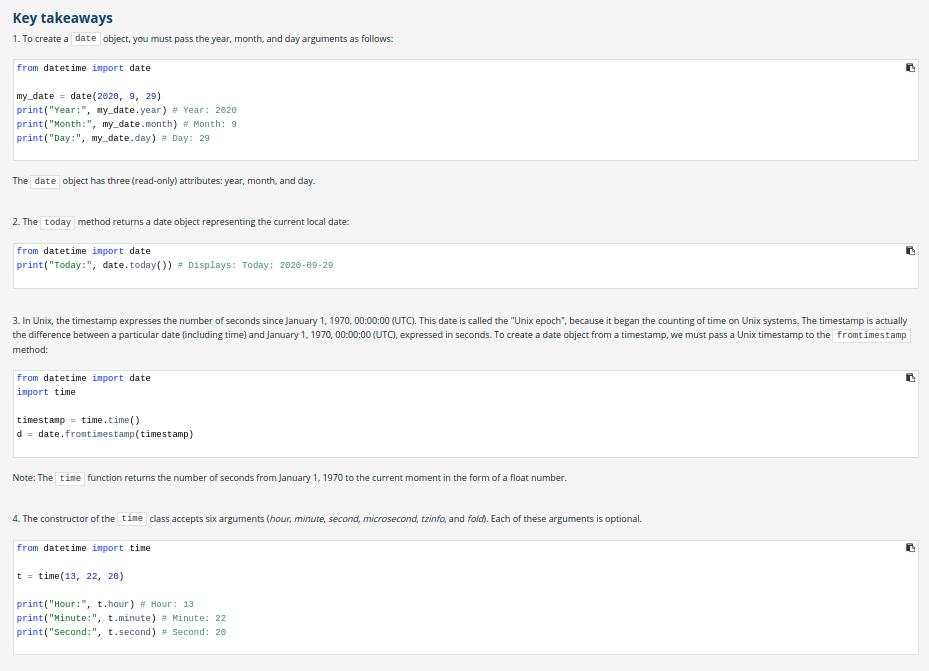 Key takeaways
1. To create a date object, you must pass the year, month, and day arguments as follows:
from datetime import date
my_date = date(2020, 9, 29)
print("Year:", my_date.year) # Year: 2020
print("Month:", my_date.month) # Month: 9
print("Day:", my_date.day) # Day: 29
The date object has three (read-only) attributes: year, month, and day.
2. The today method returns a date object representing the current local date:
from datetime import date
print("Today:", date.today()) # Displays: Today: 2020-09-29
3. In Unix, the timestamp expresses the number of seconds since January 1, 1970, 00:00:00 (UTC). This date is called the "Unix epoch", because it began the counting of time on Unix systems. The timestamp is actually
the difference between a particular date (including time) and January 1, 1970, 00:00:00 (UTC), expressed in seconds. To create a date object from a timestamp, we must pass a Unix timestamp to the fromtimestamp
method:
from datetime import date
import time
timestamp = time.time()
d = date.fromtimestamp(timestamp)
Note: The time function returns the number of seconds from January 1, 1970 to the current moment in the form of a float number.
4. The constructor of the time class accepts six arguments (hour, minute, second, microsecond, tzinfo, and fold). Each of these arguments is optional.
from datetime import time
t = time(13, 22, 20)
print("Hour:", t.hour) # Hour: 13
print("Minute:", t.minute) # Minute: 22
print("Second:", t.second) # Second: 20